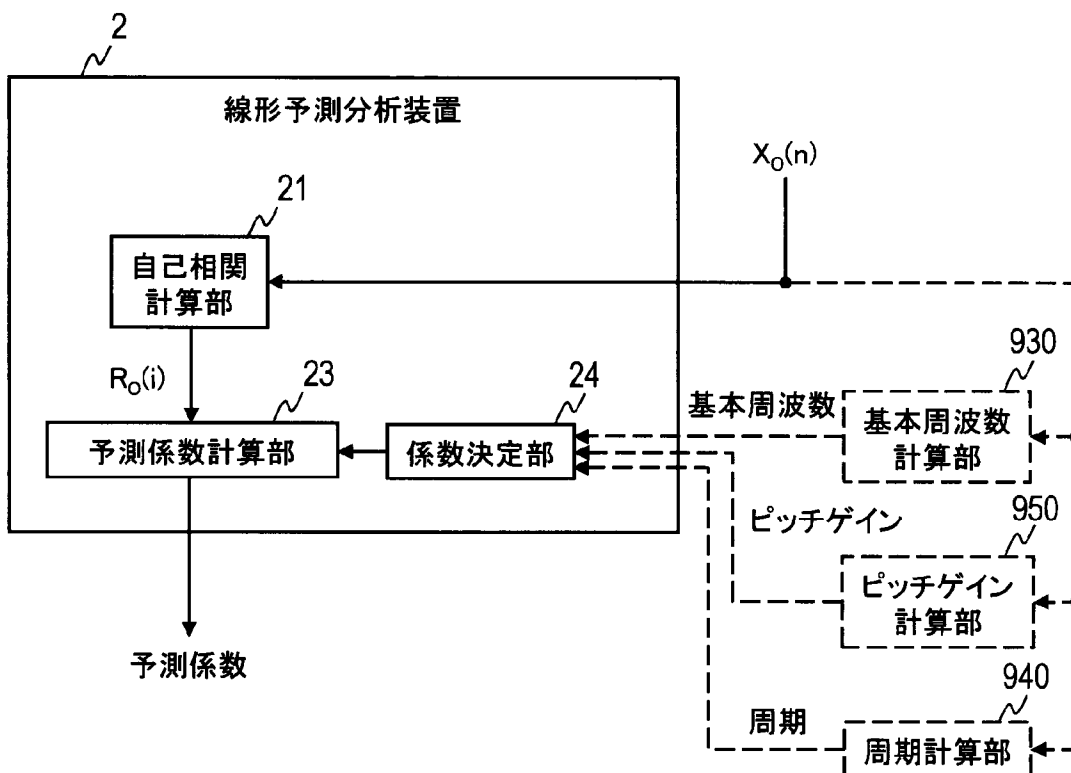 2
線形予測分析装置
X_O(n)
21
自己相関
計算部
R_O(i)
23
予測係数計算部
24
係数決定部
基本周波数
930
基本周波数
計算部
ピッチゲイン
950
ピッチゲイン
計算部
予測係数
周期
940
周期計算部